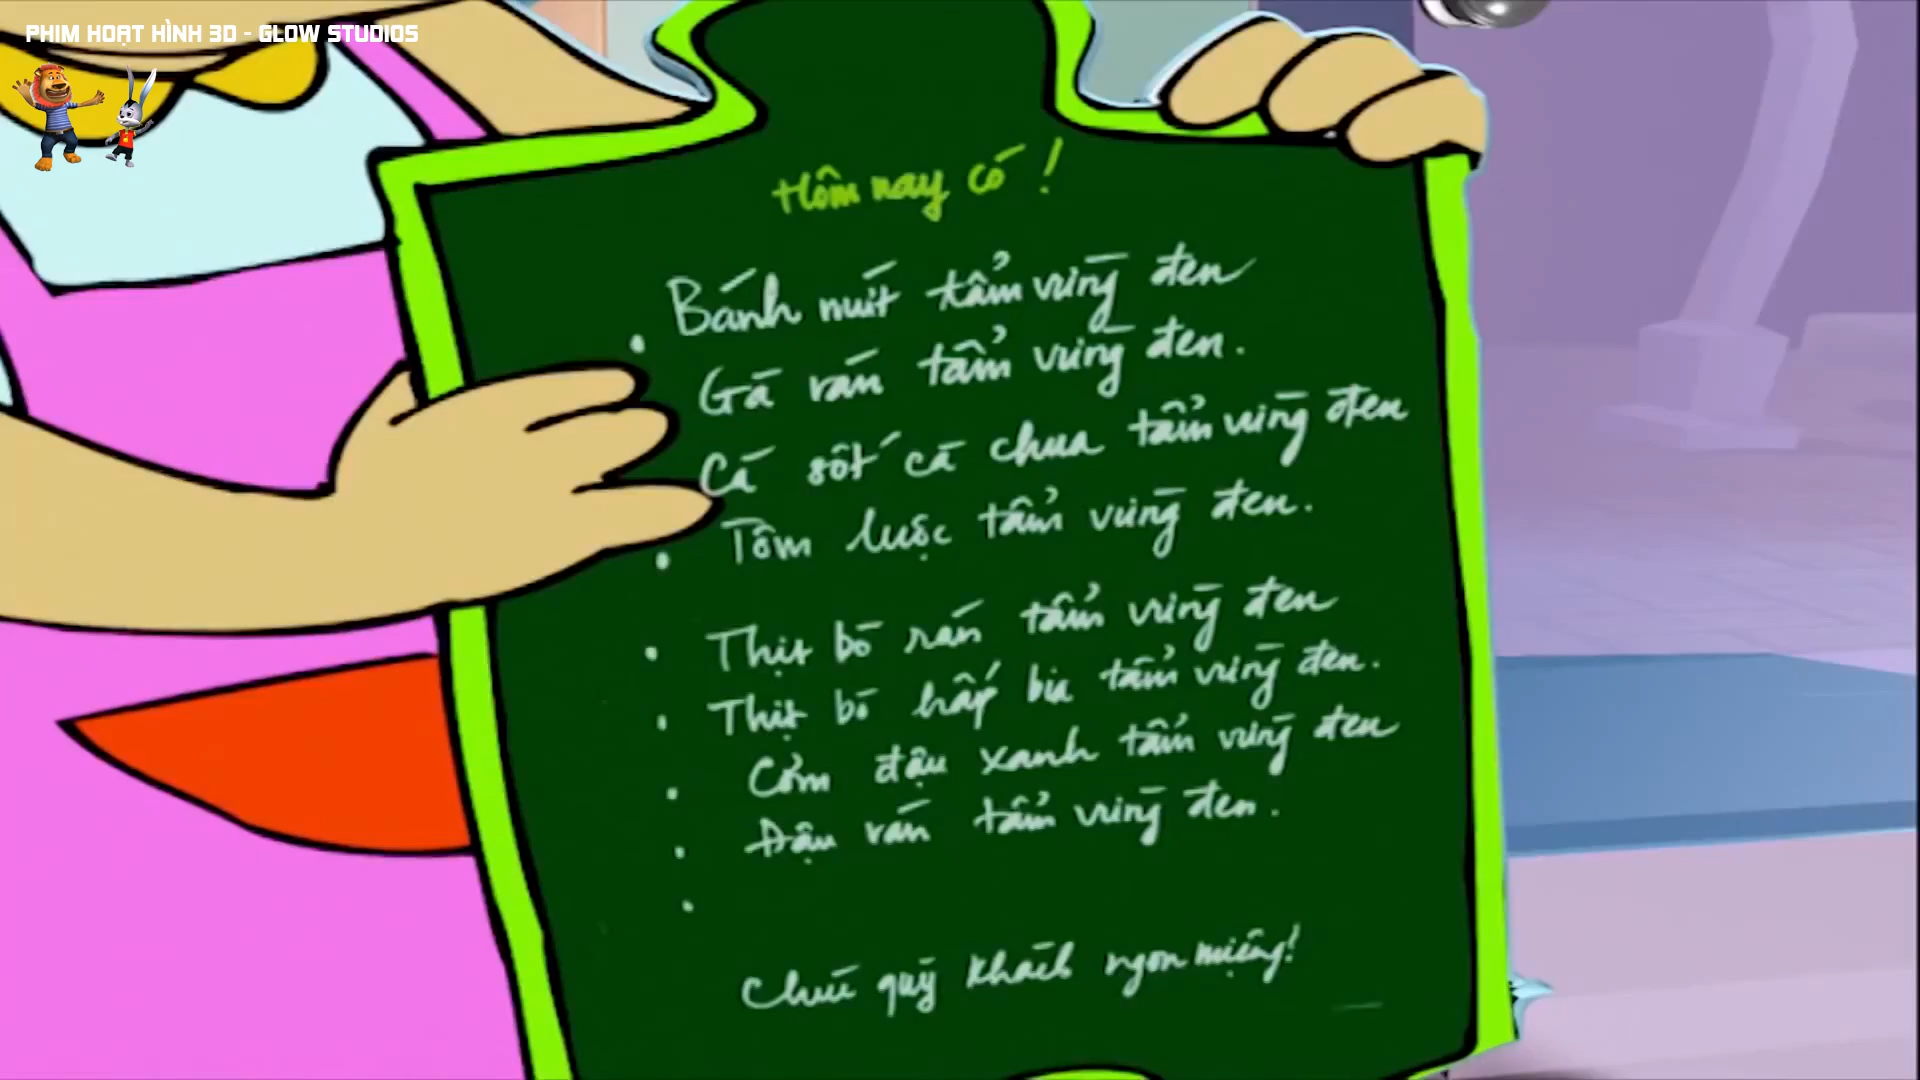 PHIM HOẠT HÌNH 3D - GLOW STUDIOS
Hôm nay có!
Bánh mứt tẩm vừng đen
Gà rán tẩm vừng đen.
Cá sốt cà chua tẩm vừng đen
Tôm luộc tẩm vừng đen.
Thịt bò rán tẩm vừng đen
Thịt bò hấp bia tẩm vừng đen.
Cơm đậu xanh tẩm vừng đen
Đậu rán tẩm vừng đen.
Chúc quý khách ngon miệng!